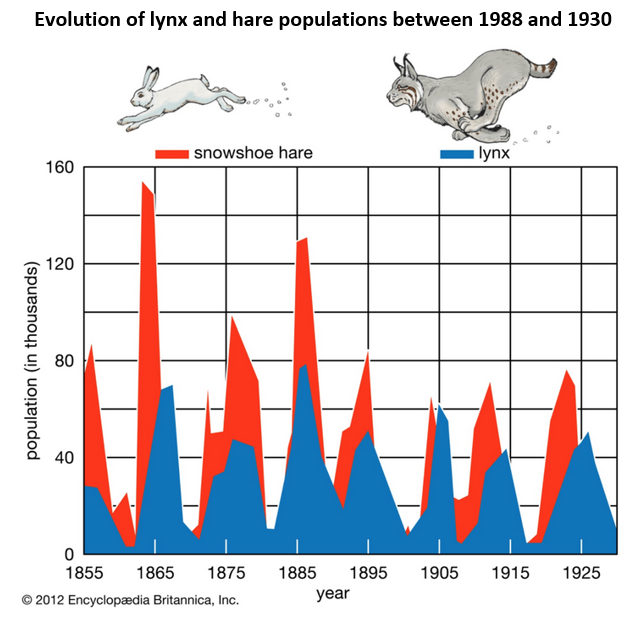 Evolution of lynx and hare populations between 1988 and 1930
snowshoe hare
lynx
160
120
80
40
0
population (in thousands)
1855 1865 1875 1885 1895 1905 1915 1925
year
© 2012 Encyclopædia Britannica, Inc.